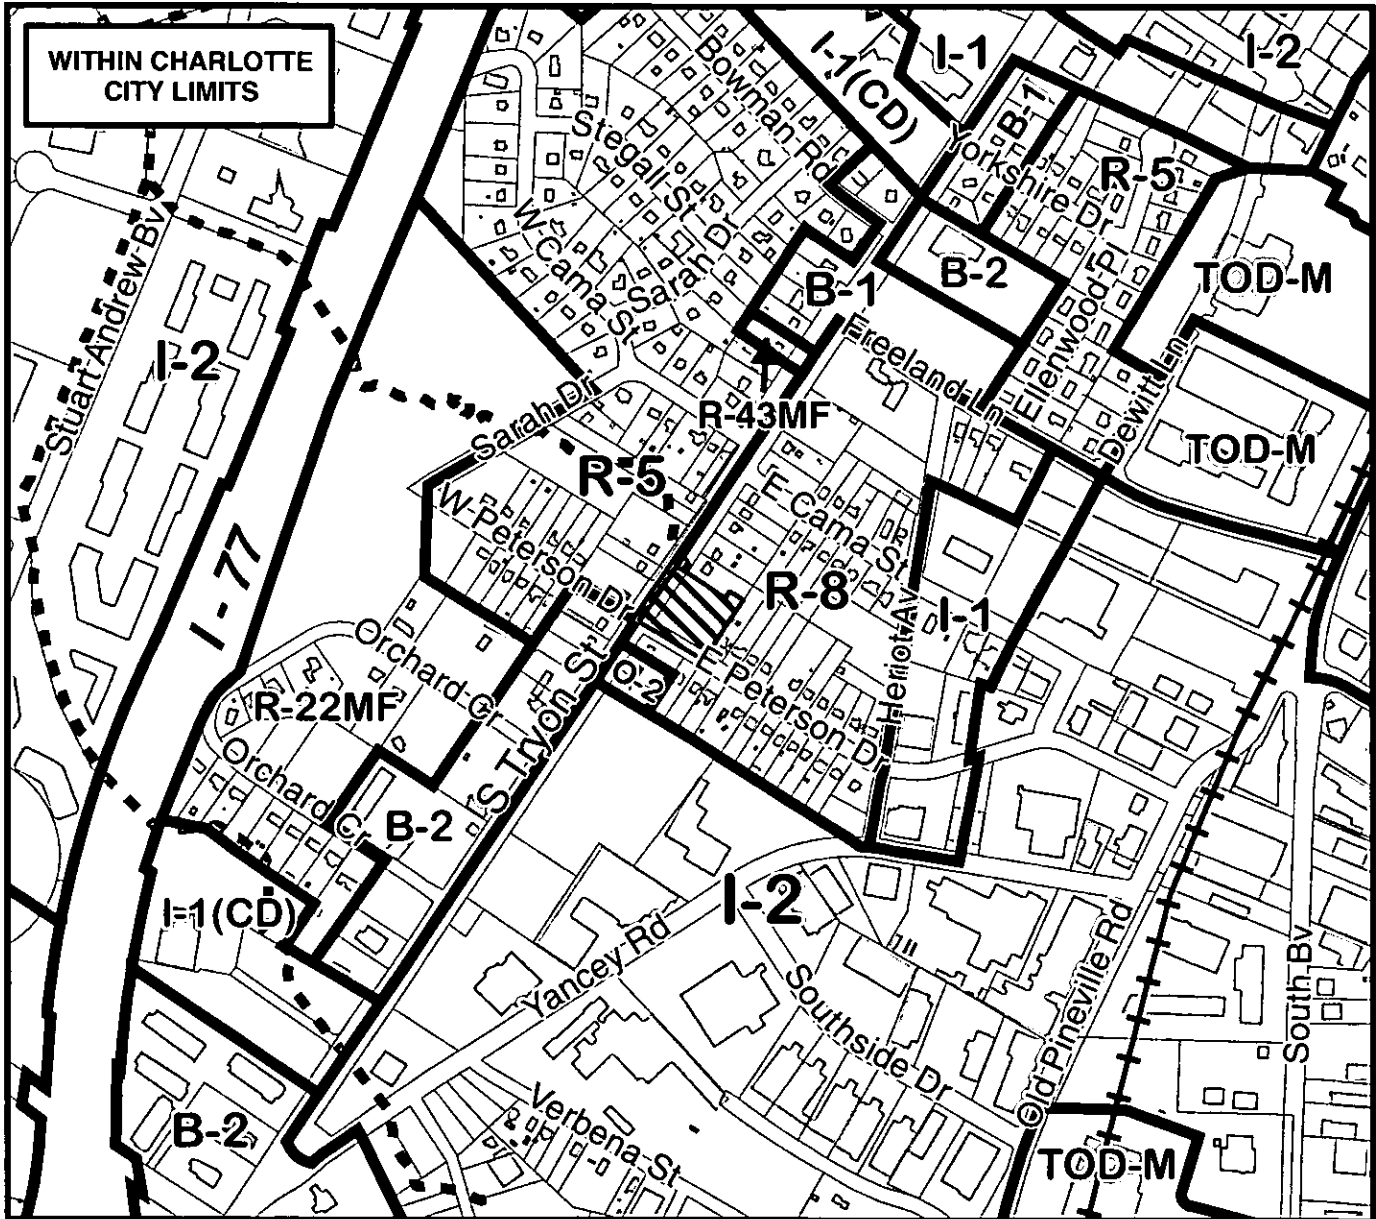 WITHIN CHARLOTTE
CITY LIMITS
I-1(CD)
I-1
I-2
Bowman Rd
B-1
Yorkshire Dr
R-5
Stegall St
W Cama St
Sarah Dr
Stuart Andrew Bv
I-2
B-1
B-2
TOD-M
Freeland Ln
Ellenwood Pl
Dewitt Ln
R-43MF
TOD-M
Sarah Dr
R-5
W Peterson Dr
E Cama St
R-8
Heriot Av
I-1
I-77
Orchard Cr
O-2
E Peterson Dr
R-22MF
S Tryon St
Orchard Cr
B-2
I-2
I-1(CD)
Yancey Rd
Southside Dr
Old Pineville Rd
South Bv
Verbena St
B-2
TOD-M